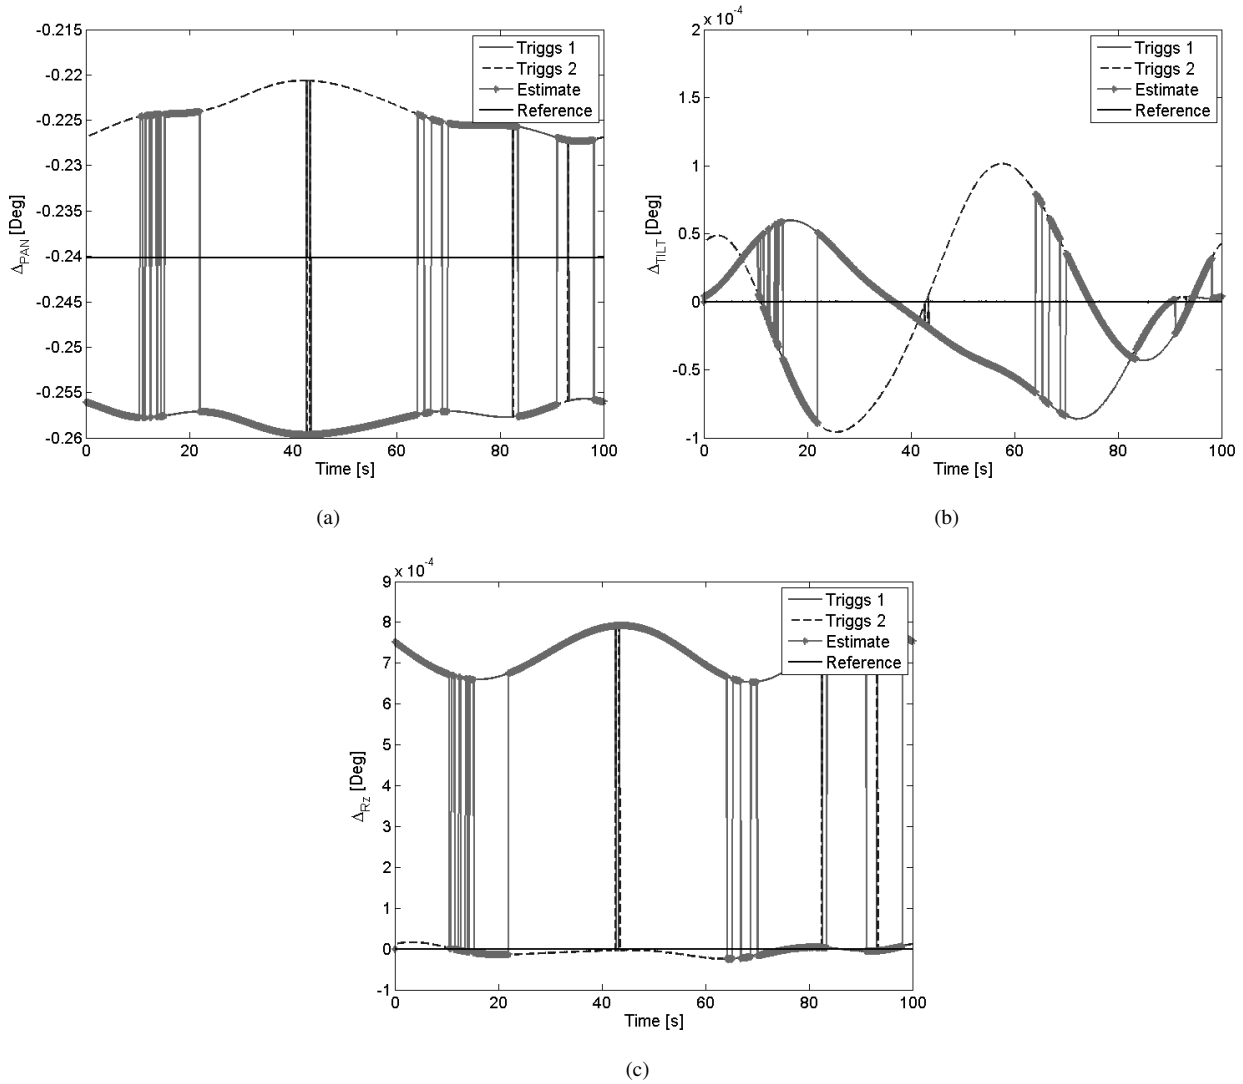 -0.215
-0.22
-0.225
-0.23
-0.235
-0.24
-0.245
-0.25
-0.255
-0.26
Δ_PAN [Deg]
0 20 40 60 80 100
Time [s]
Triggs 1
Triggs 2
Estimate
Reference
(a)
x 10^-4
2
1.5
1
0.5
0
-0.5
-1
Δ_TILT [Deg]
0 20 40 60 80 100
Time [s]
Triggs 1
Triggs 2
Estimate
Reference
(b)
x 10^-4
9
8
7
6
5
4
3
2
1
0
-1
Δ_Rz [Deg]
0 20 40 60 80 100
Time [s]
Triggs 1
Triggs 2
Estimate
Reference
(c)